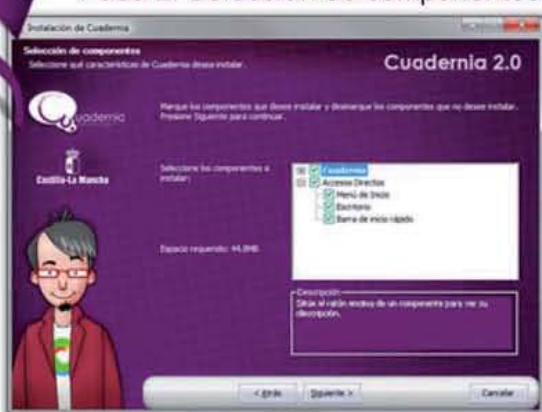 Instalación de Cuadernia
Selección de componentes
Seleccione qué características de Cuadernia desea instalar.
Cuadernia 2.0
Cuadernia
Marque los componentes que desee instalar y desmarque los componentes que no desee instalar.
Presione Siguiente para continuar.
Castilla-La Mancha
Seleccione los componentes a
instalar:
Cuadernia
Accesos Directos
Menú de Inicio
Escritorio
Barra de inicio rápido
Espacio requerido: 44.8MB
Descripción
Sitúe el ratón encima de un componente para ver su
descripción.
< Atrás
Siguiente >
Cancelar